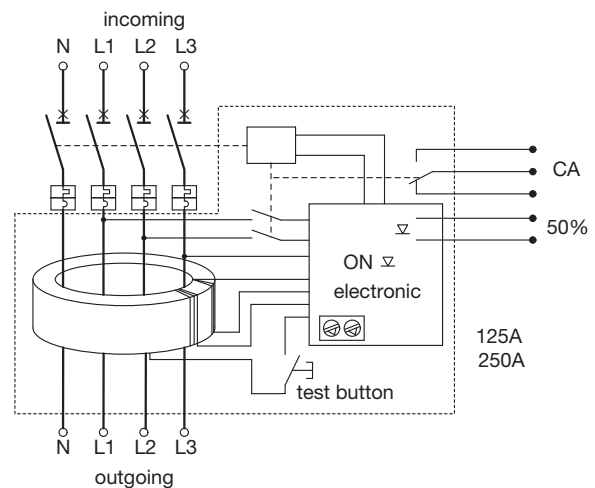 incoming
N L1 L2 L3
CA
50%
ON
electronic
125A
250A
test button
N L1 L2 L3
outgoing